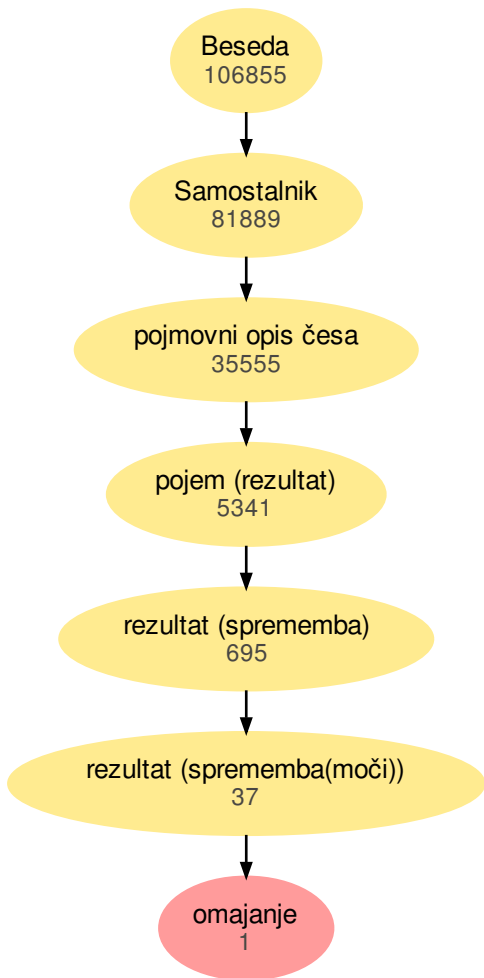 Beseda
106855
Samostalnik
81889
pojmovni opis česa
35555
pojem (rezultat)
5341
rezultat (sprememba)
695
rezultat (sprememba(moči))
37
omajanje
1